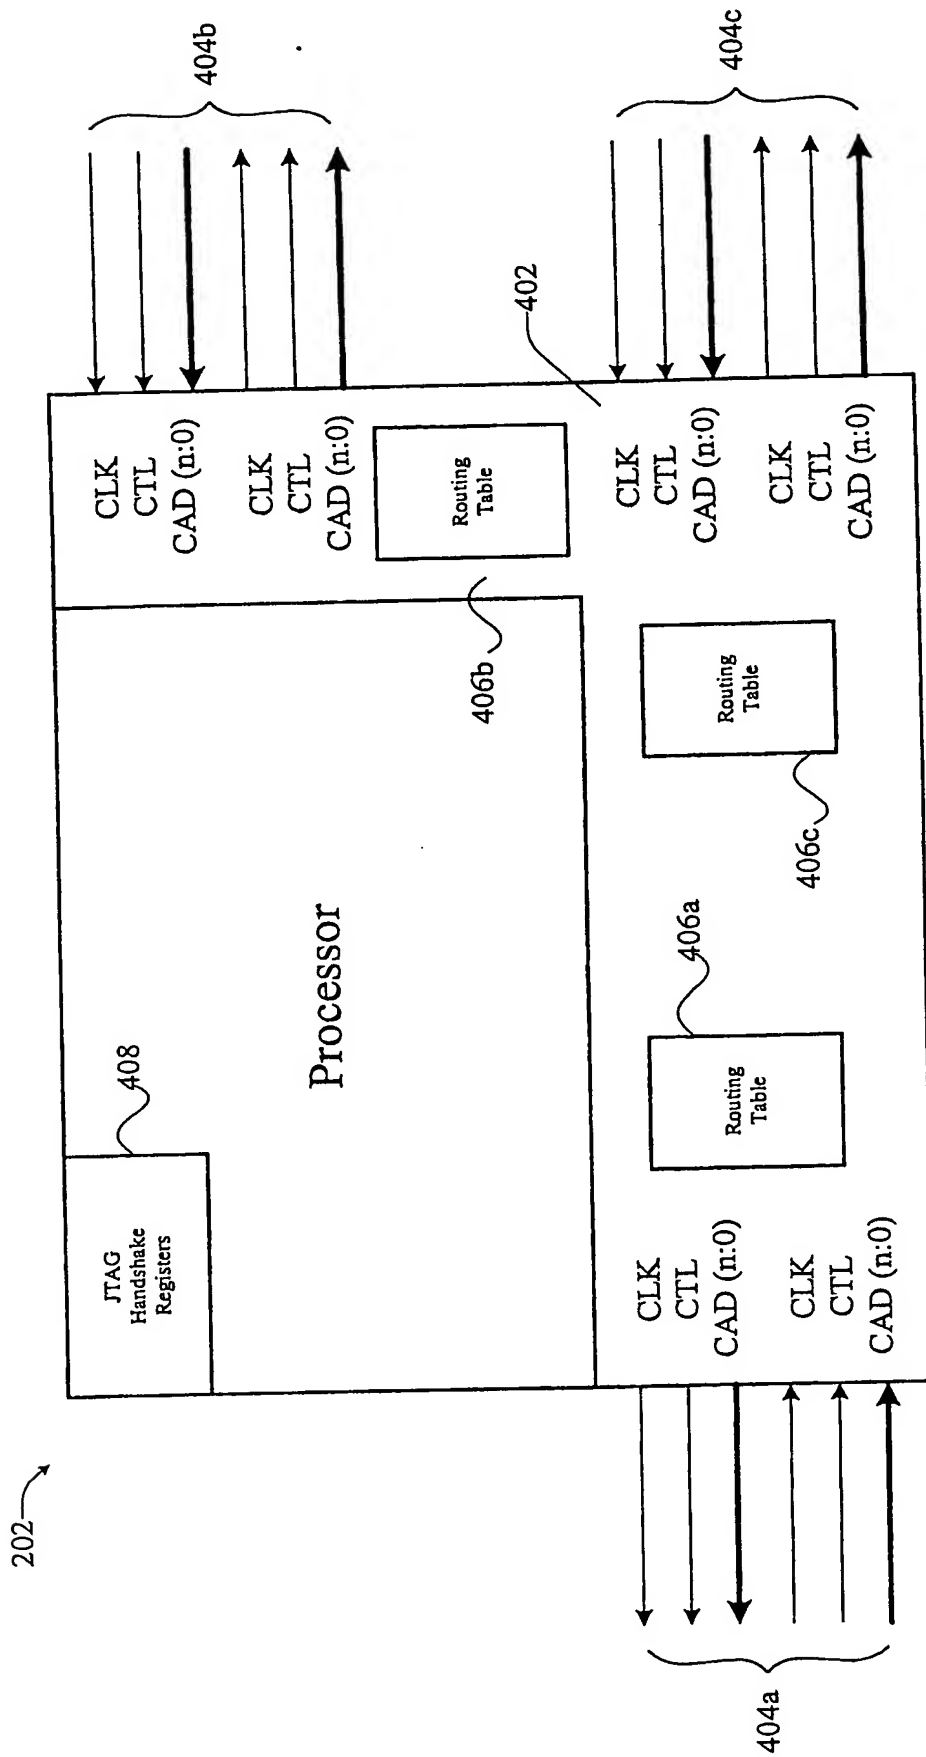 202
JTAG
Handshake
Registers
408
Processor
CLK
CTL
CAD (n:0)
CLK
CTL
CAD (n:0)
404b
Routing
Table
406b
402
CLK
CTL
CAD (n:0)
CLK
CTL
CAD (n:0)
404a
Routing
Table
406a
Routing
Table
406c
CLK
CTL
CAD (n:0)
CLK
CTL
CAD (n:0)
404c